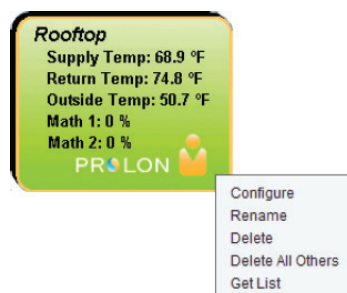 Rooftop
Supply Temp: 68.9 °F
Return Temp: 74.8 °F
Outside Temp: 50.7 °F
Math 1: 0 %
Math 2: 0 %
PROLON
Configure
Rename
Delete
Delete All Others
Get List